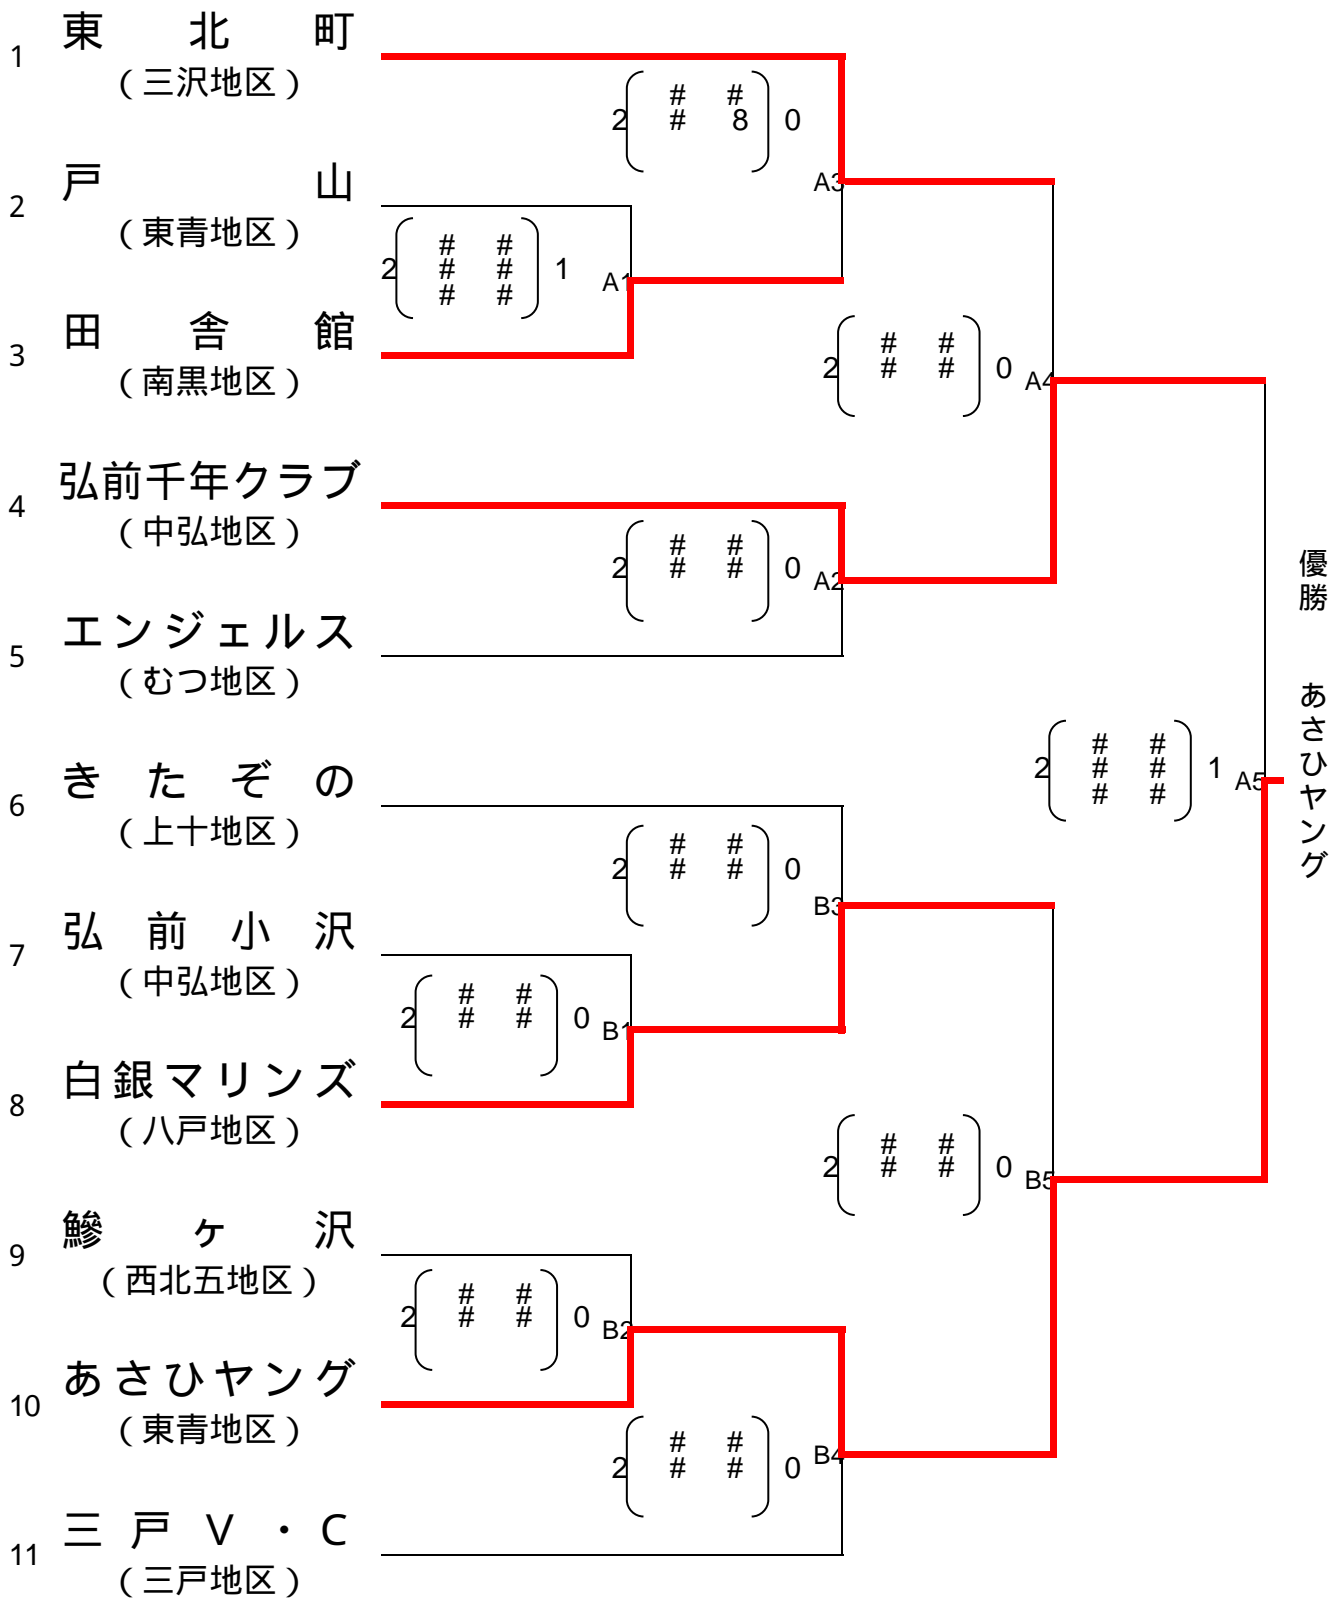 1 東北町
(三沢地区)
# #
2 # 8 0
A3
2 戸山
(東青地区)
# #
2 # # 1
# #
A1
3 田舎館
(南黒地区)
# #
2 # # 0
A4
4 弘前千年クラブ
(中弘地区)
# #
2 # # 0
A2
5 エンジェルス
(むつ地区)
優勝 あさひヤング
# #
2 # # 1
# #
A5
6 きたぞの
(上十地区)
# #
2 # # 0
B3
7 弘前小沢
(中弘地区)
# #
2 # # 0
B1
8 白銀マリンズ
(八戸地区)
# #
2 # # 0
B5
9 鰺ヶ沢
(西北五地区)
# #
2 # # 0
B2
10 あさひヤング
(東青地区)
# #
2 # # 0
B4
11 三戸V・C
(三戸地区)